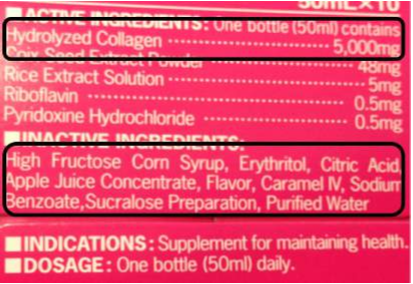 50mL×10
■ACTIVE INGREDIENTS: One bottle (50ml) contains
Hydrolyzed Collagen ········ 5,000mg
Coix Seed Extract Powder ········ 48mg
Rice Extract Solution ········ 5mg
Riboflavin ········ 0.5mg
Pyridoxine Hydrochloride ········ 0.5mg
■INACTIVE INGREDIENTS:
High Fructose Corn Syrup, Erythritol, Citric Acid,
Apple Juice Concentrate, Flavor, Caramel IV, Sodium
Benzoate,Sucralose Preparation, Purified Water
■INDICATIONS: Supplement for maintaining health.
■DOSAGE: One bottle (50ml) daily.